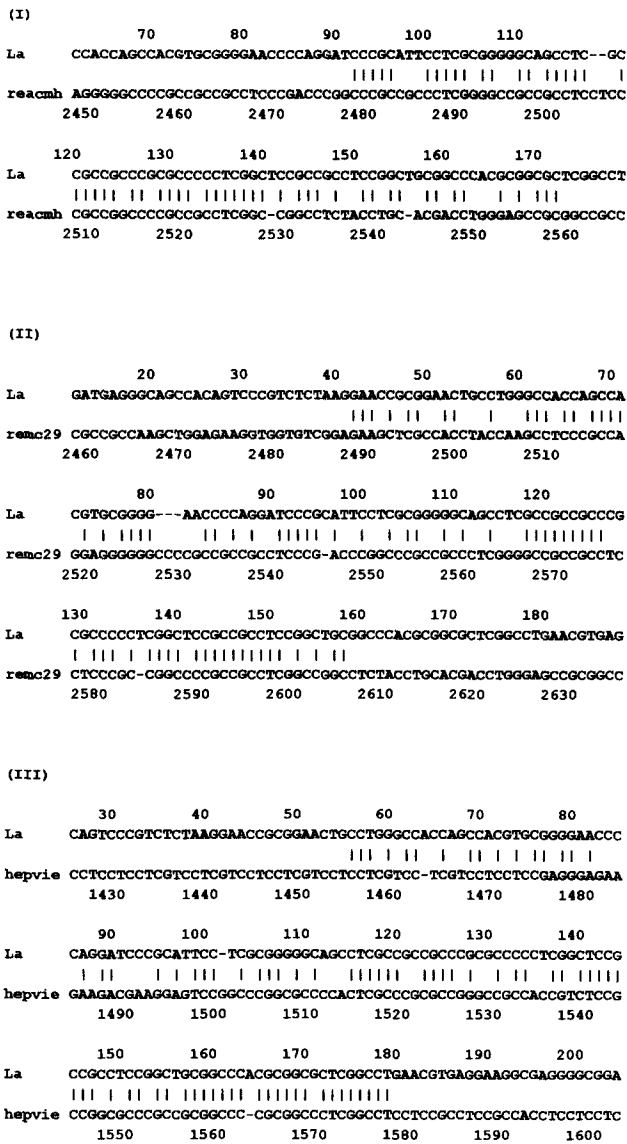 (I)
70 80 90 100 110
La CCACCAGCCACGTGCGGGGAACCCCAGGATCCCGCATTCCTCGCGGGGGCAGCCTC--GC
reacmh AGGGGGCCCCGCCGCCGCCTCCCGACCCGGCCCGCCGCCCTCGGGGCCGCCGCCTCCTCC
2450 2460 2470 2480 2490 2500
120 130 140 150 160 170
La CGCCGCCCGCGCCCCCTCGGCTCCGCCGCCTCCGGCTGCGGCCCACGCGGCGCTCGGCCT
reacmh CGCCGGCCCCGCCGCCTCGGC-CGGCCTCTACCTGC-ACGACCTGGGAGCCGCGGCCGCC
2510 2520 2530 2540 2550 2560
(II)
20 30 40 50 60 70
La GATGAGGGCAGCCACAGTCCCGTCTCTAAGGAACCGCGGAACTGCCTGGGCCACCAGCCA
remc29 CGCCGCCAAGCTGGAGAAGGTGGTGTCGGAGAAGCTCGCCACCTACCAAGCCTCCCGCCA
2460 2470 2480 2490 2500 2510
80 90 100 110 120
La CGTGCGGGG---AACCCCAGGATCCCGCATTCCTCGCGGGGGCAGCCTCGCCGCCGCCCG
remc29 GGAGGGGGGCCCCGCCGCCGCCTCCCG-ACCCGGCCCGCCGCCCTCGGGGCCGCCGCCTC
2520 2530 2540 2550 2560 2570
130 140 150 160 170 180
La CGCCCCCTCGGCTCCGCCGCCTCCGGCTGCGGCCCACGCGGCGCTCGGCCTGAACGTGAG
remc29 CTCCCGC-CGGCCCCGCCGCCTCGGCCGGCCTCTACCTGCACGACCTGGGAGCCGCGGCC
2580 2590 2600 2610 2620 2630
(III)
30 40 50 60 70 80
La CAGTCCCGTCTCTAAGGAACCGCGGAACTGCCTGGGCCACCAGCCACGTGCGGGGAACCC
hepvie CCTCCTCCTCGTCCTCGTCCTCCTCCTCGTCCTCCTCGTCC-TCGTCCTCCTCCGAGGGAGAA
1430 1440 1450 1460 1470 1480
90 100 110 120 130 140
La CAGGATCCCGCATTCC-TCGCGGGGGCAGCCTCGCCGCCGCCCGCGCCCCCTCGGCTCCG
hepvie GAAGACGAAGGAGTCCGGCCCGGCGCCCCACTCGCCCGCGCCGGGCCGCCACCGTCTCCG
1490 1500 1510 1520 1530 1540
150 160 170 180 190 200
La CCGCCTCCGGCTGCGGCCCACGCGGCGCTCGGCCTGAACGTGAGGAAGGCGAGGGGCGGA
hepvie CCGGCGCCCGCCGCGGCCC-CGCGGCCCTCGGCCTCCTCCGCCTCCGCCACCTCCTCCTC
1550 1560 1570 1580 1590 1600